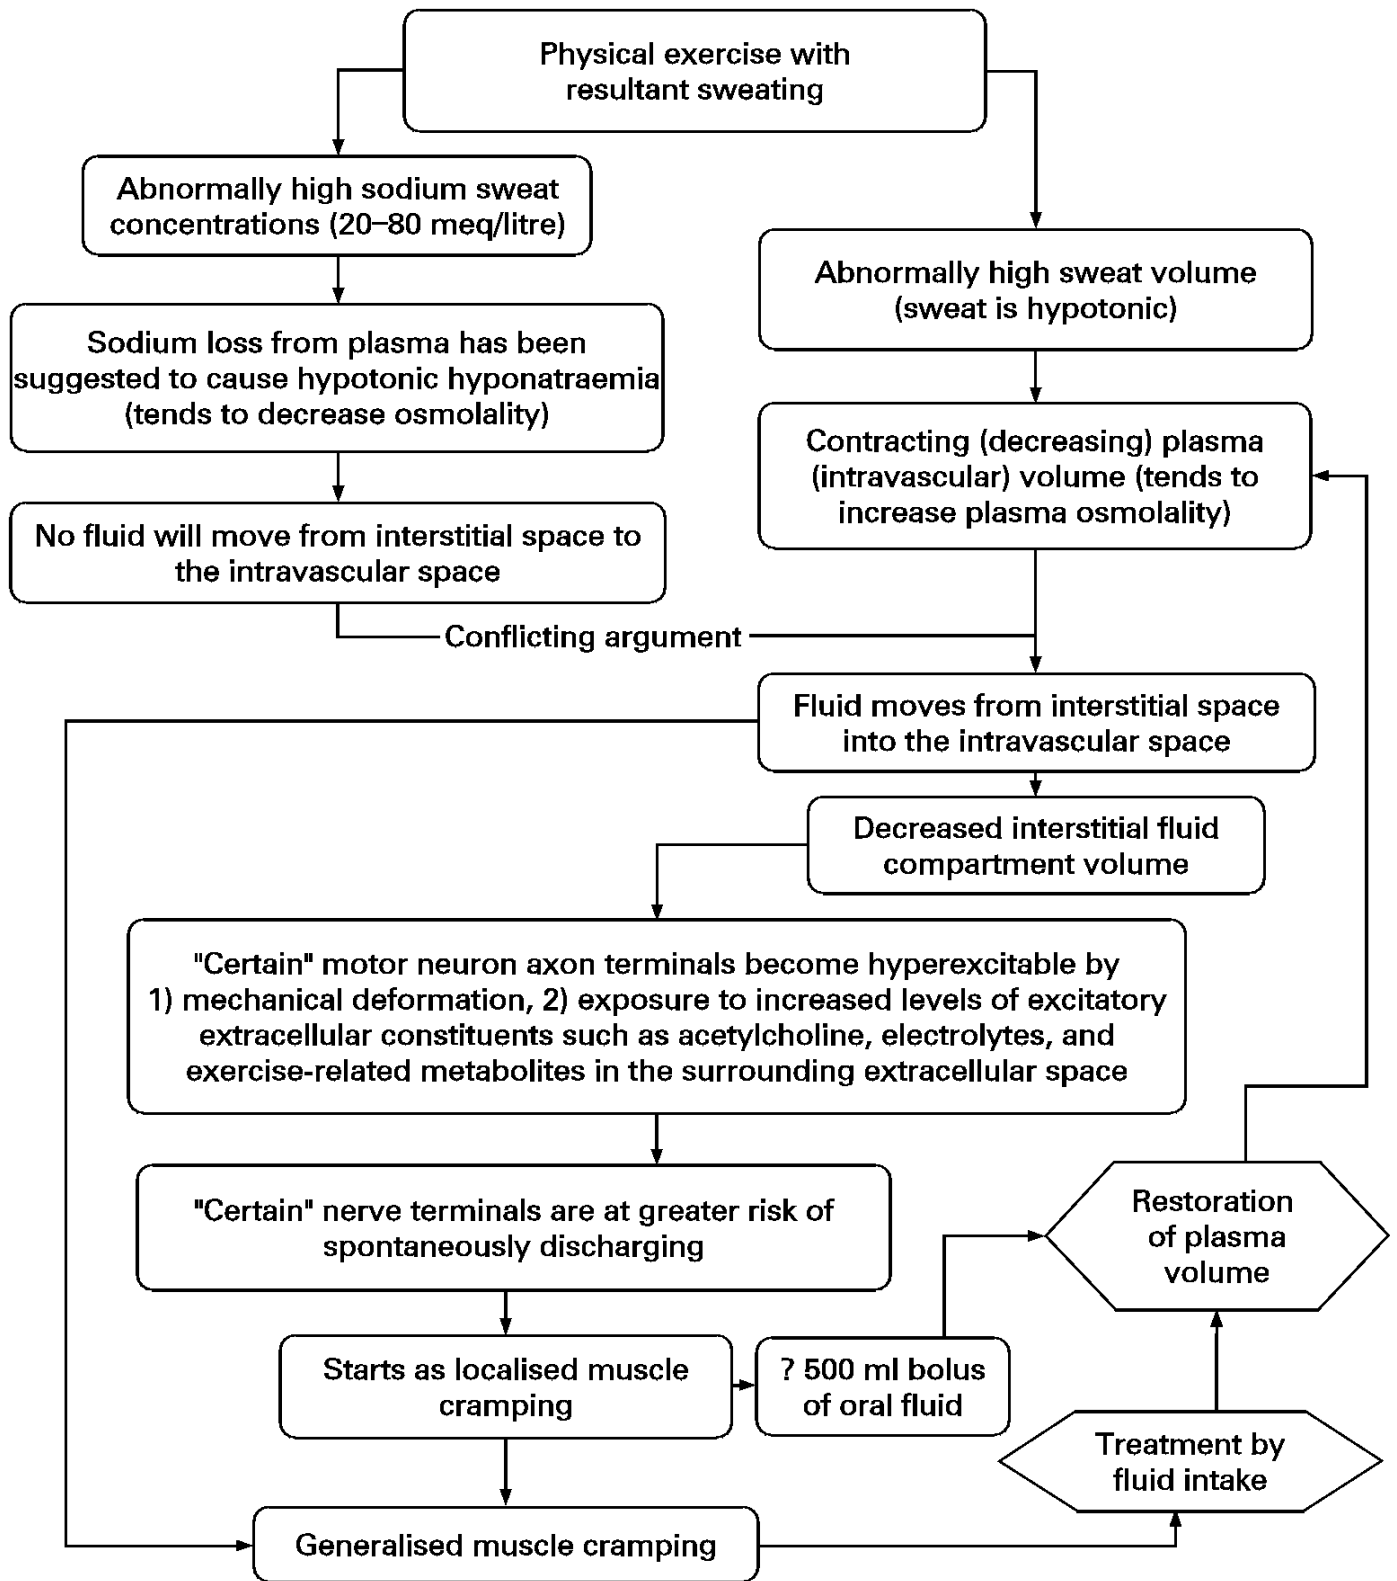 Physical exercise with
resultant sweating
Abnormally high sodium sweat
concentrations (20–80 meq/litre)
Abnormally high sweat volume
(sweat is hypotonic)
Sodium loss from plasma has been
suggested to cause hypotonic hyponatraemia
(tends to decrease osmolality)
Contracting (decreasing) plasma
(intravascular) volume (tends to
increase plasma osmolality)
No fluid will move from interstitial space to
the intravascular space
Conflicting argument
Fluid moves from interstitial space
into the intravascular space
Decreased interstitial fluid
compartment volume
"Certain" motor neuron axon terminals become hyperexcitable by
1) mechanical deformation, 2) exposure to increased levels of excitatory
extracellular constituents such as acetylcholine, electrolytes, and
exercise-related metabolites in the surrounding extracellular space
"Certain" nerve terminals are at greater risk of
spontaneously discharging
Restoration
of plasma
volume
Starts as localised muscle
cramping
? 500 ml bolus
of oral fluid
Treatment by
fluid intake
Generalised muscle cramping